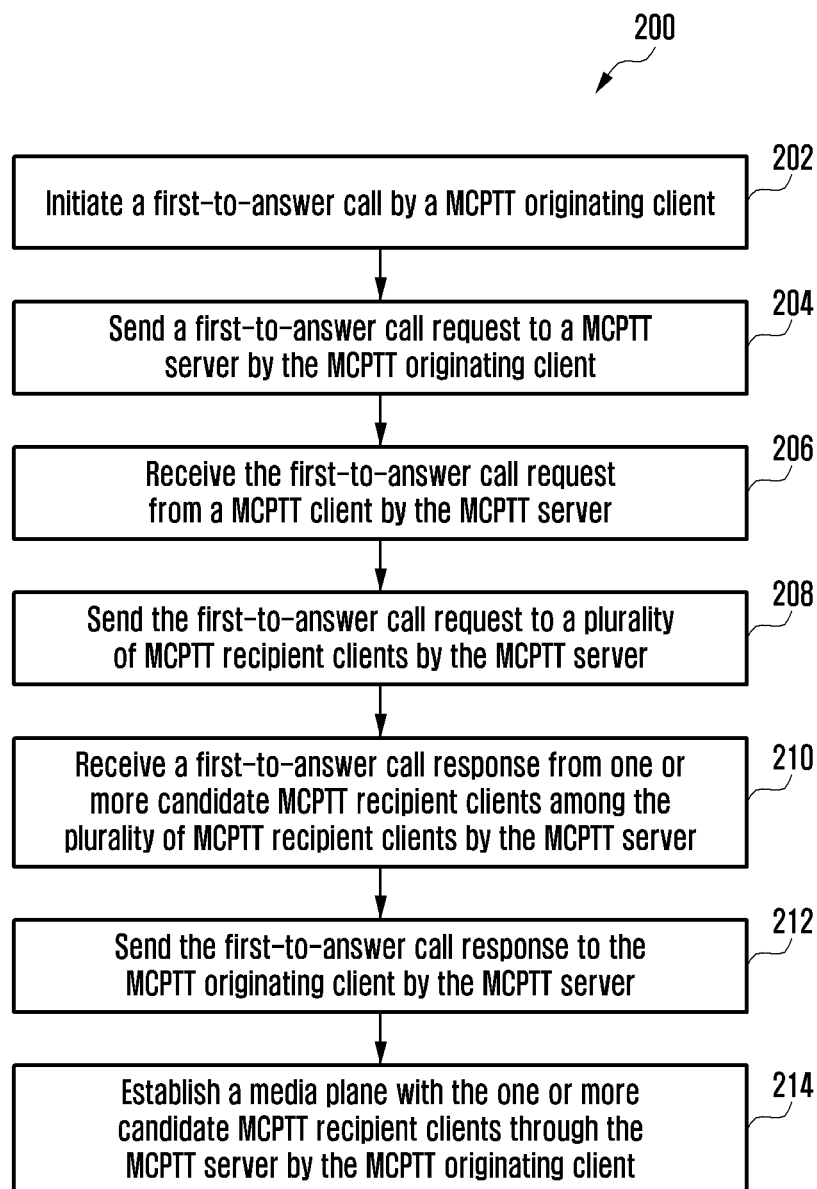 200
202
Initiate a first-to-answer call by a MCPTT originating client
204
Send a first-to-answer call request to a MCPTT
server by the MCPTT originating client
206
Receive the first-to-answer call request
from a MCPTT client by the MCPTT server
208
Send the first-to-answer call request to a plurality
of MCPTT recipient clients by the MCPTT server
210
Receive a first-to-answer call response from one or
more candidate MCPTT recipient clients among the
plurality of MCPTT recipient clients by the MCPTT server
212
Send the first-to-answer call response to the
MCPTT originating client by the MCPTT server
214
Establish a media plane with the one or more
candidate MCPTT recipient clients through the
MCPTT server by the MCPTT originating client